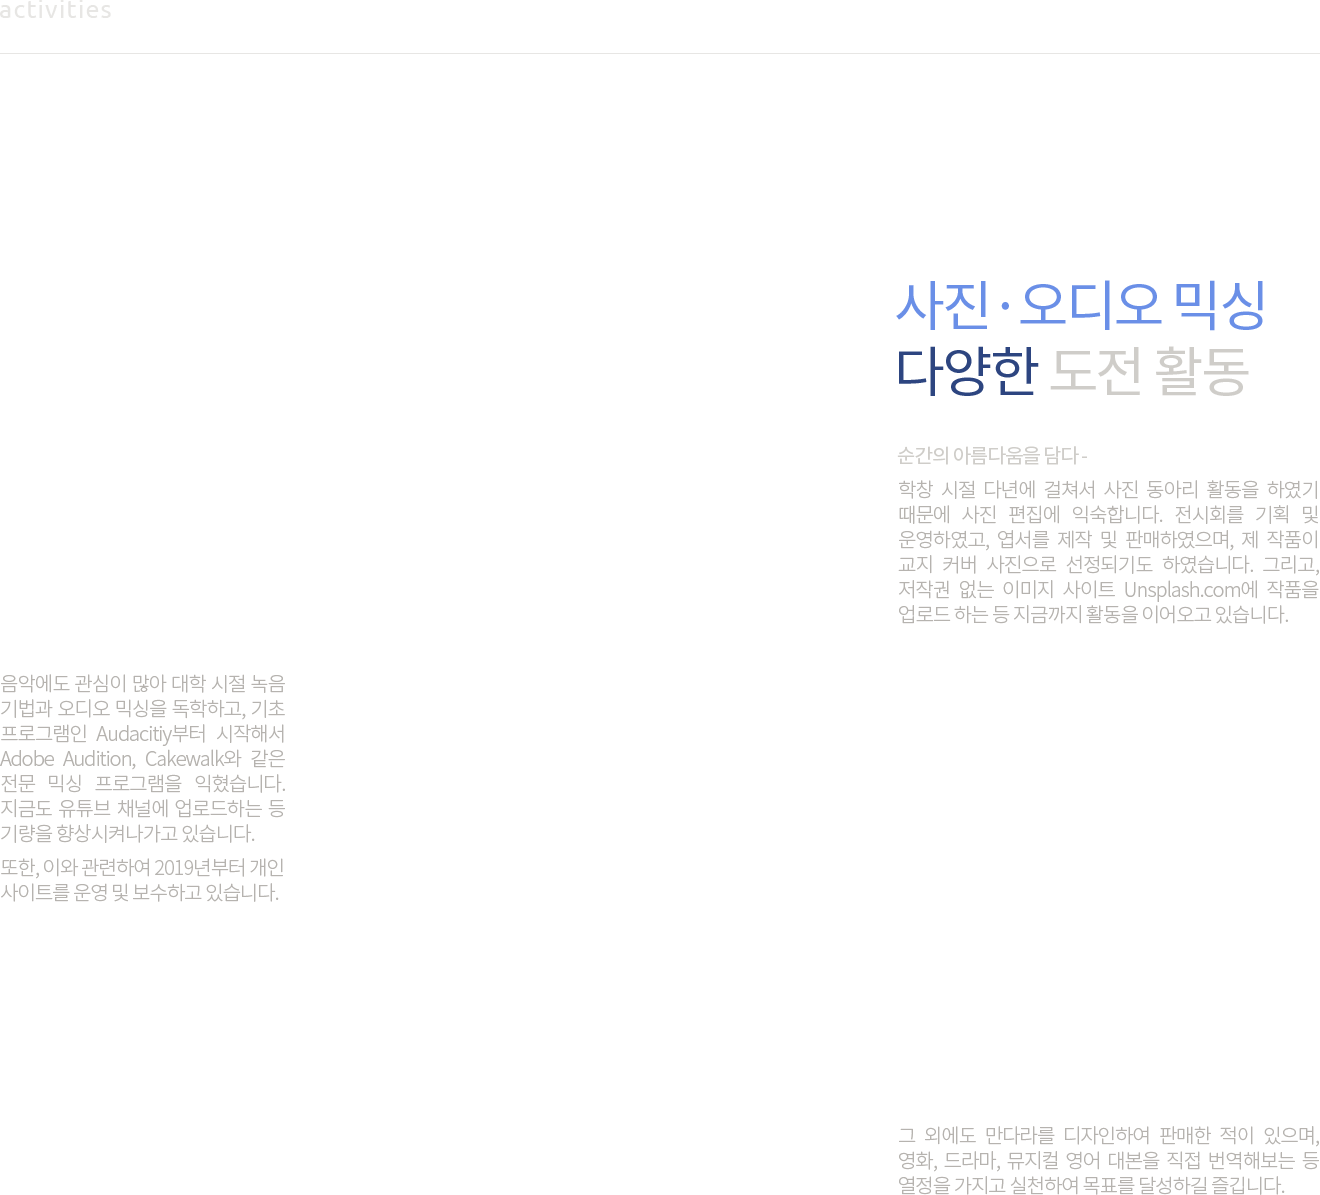 activities
사진 · 오디오 믹싱
다양한 도전 활동
순간의 아름다움을 담다 -
학창 시절 다년에 걸쳐서 사진 동아리 활동을 하였기
때문에 사진 편집에 익숙합니다. 전시회를 기획 및
운영하였고, 엽서를 제작 및 판매하였으며, 제 작품이
교지 커버 사진으로 선정되기도 하였습니다. 그리고,
저작권 없는 이미지 사이트 Unsplash.com에 작품을
업로드 하는 등 지금까지 활동을 이어오고 있습니다.
음악에도 관심이 많아 대학 시절 녹음
기법과 오디오 믹싱을 독학하고, 기초
프로그램인 Audacitiy부터 시작해서
Adobe Audition, Cakewalk와 같은
전문 믹싱 프로그램을 익혔습니다.
지금도 유튜브 채널에 업로드하는 등
기량을 향상시켜나가고 있습니다.
또한, 이와 관련하여 2019년부터 개인
사이트를 운영 및 보수하고 있습니다.
그 외에도 만다라를 디자인하여 판매한 적이 있으며,
영화, 드라마, 뮤지컬 영어 대본을 직접 번역해보는 등
열정을 가지고 실천하여 목표를 달성하길 즐깁니다.